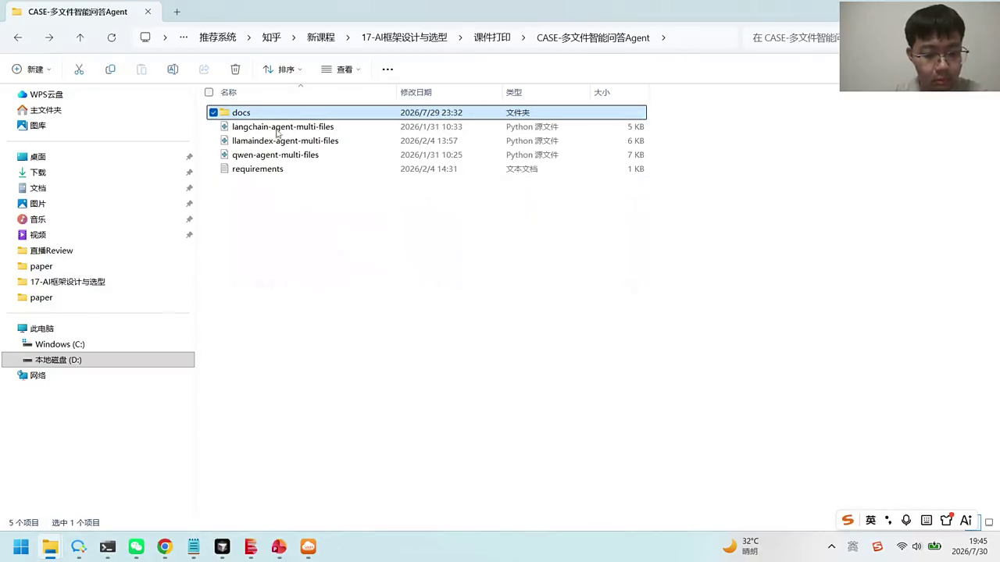 CASE-多文件智能问答Agent
··· 推荐系统 知乎 新课程 17-AI框架设计与选型 课件打印 CASE-多文件智能问答Agent 在 CASE-多文件智能问
新建 排序 查看 ···
名称 修改日期 类型 大小
docs 2026/7/29 23:32 文件夹
langchain-agent-multi-files 2026/1/31 10:33 Python 源文件 5 KB
llamaindex-agent-multi-files 2026/2/4 13:57 Python 源文件 6 KB
qwen-agent-multi-files 2026/1/31 10:25 Python 源文件 7 KB
requirements 2026/2/4 14:31 文本文档 1 KB
WPS云盘
主文件夹
图库
桌面
下载
文档
图片
音乐
视频
直播Review
paper
17-AI框架设计与选型
paper
此电脑
Windows (C:)
本地磁盘 (D:)
网络
5 个项目 选中 1 个项目
英
Ai
32°C
晴朗
英
19:45
2026/7/30